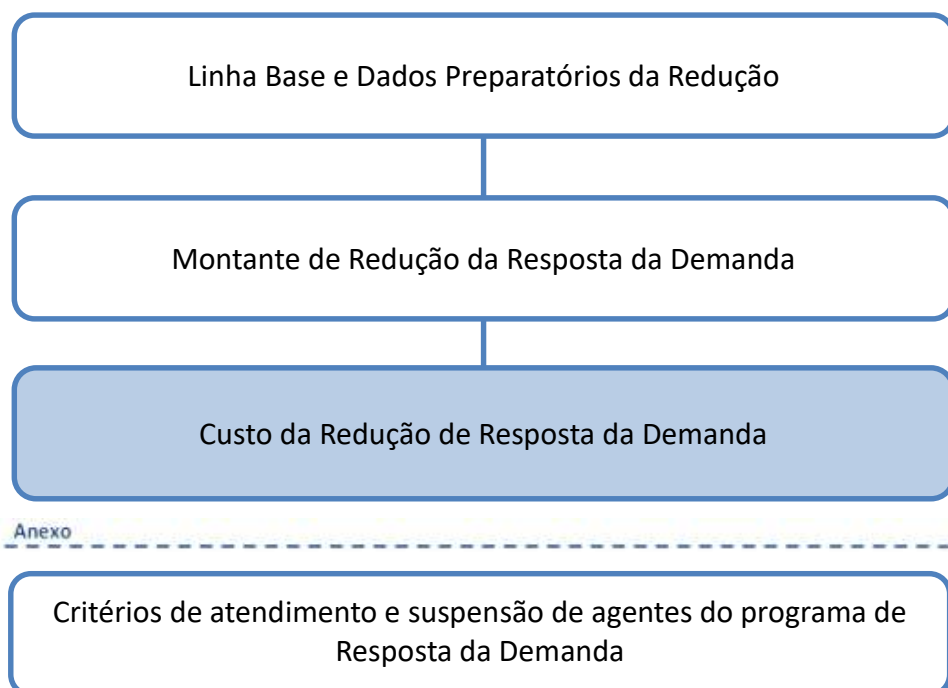 Linha Base e Dados Preparatórios da Redução
Montante de Redução da Resposta da Demanda
Custo da Redução de Resposta da Demanda
Anexo
Critérios de atendimento e suspensão de agentes do programa de
Resposta da Demanda